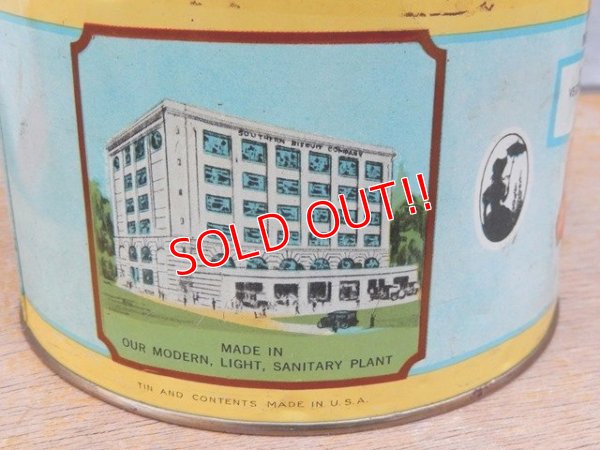 SOUTHERN BISCUIT COMPANY
SOLD OUT!!
MADE IN
OUR MODERN, LIGHT, SANITARY PLANT
TIN AND CONTENTS MADE IN U.S.A.